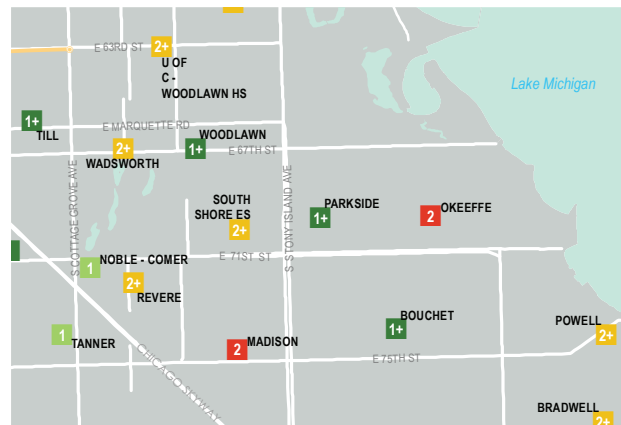 E 63RD ST
2+
U OF
C -
WOODLAWN HS
Lake Michigan
1+
TILL
E MARQUETTE RD
WOODLAWN
1+
E 67TH ST
2+
WADSWORTH
S COTTAGE GROVE AVE
S STONY ISLAND AVE
SOUTH
SHORE ES
2+
PARKSIDE
1+
OKEEFFE
2
NOBLE - COMER
1
E 71ST ST
2+
REVERE
BOUCHET
1+
POWELL
2+
1
TANNER
MADISON
2
E 75TH ST
CHICAGO SKYWAY
BRADWELL
2+